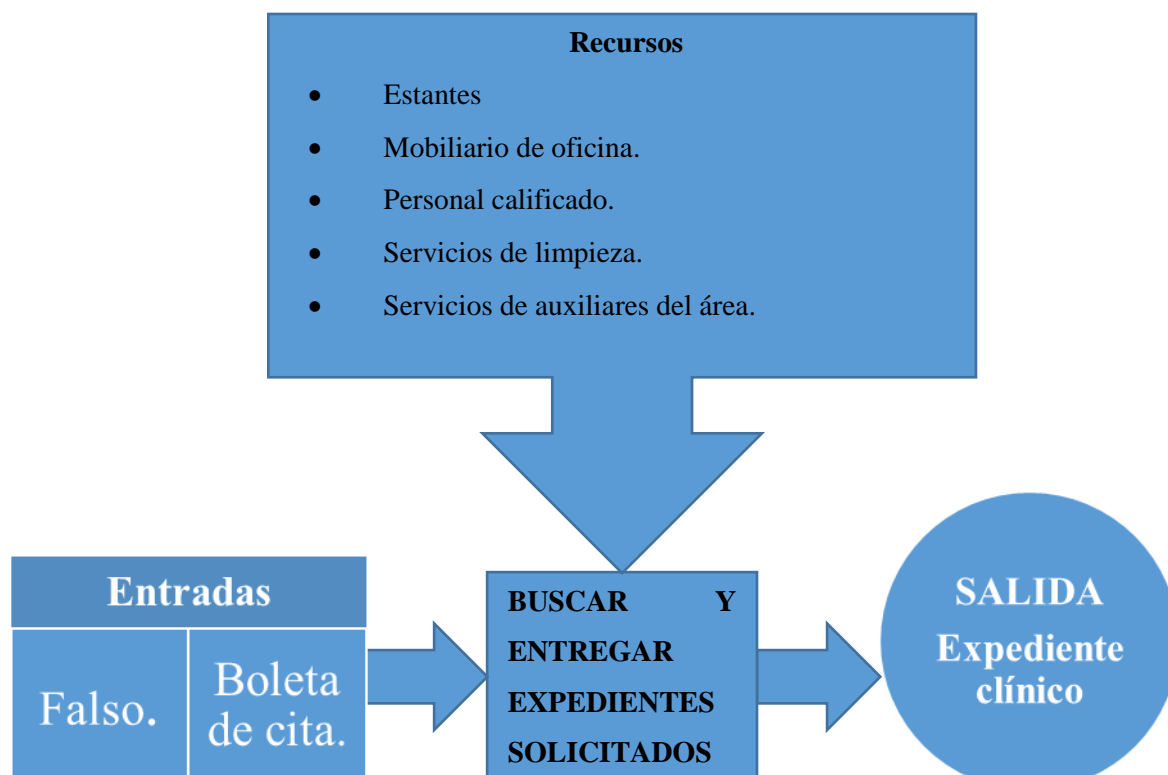 Recursos
• Estantes
• Mobiliario de oficina.
• Personal calificado.
• Servicios de limpieza.
• Servicios de auxiliares del área.
Entradas
Falso.
Boleta
de cita.
BUSCAR Y
ENTREGAR
EXPEDIENTES
SOLICITADOS
SALIDA
Expediente
clínico